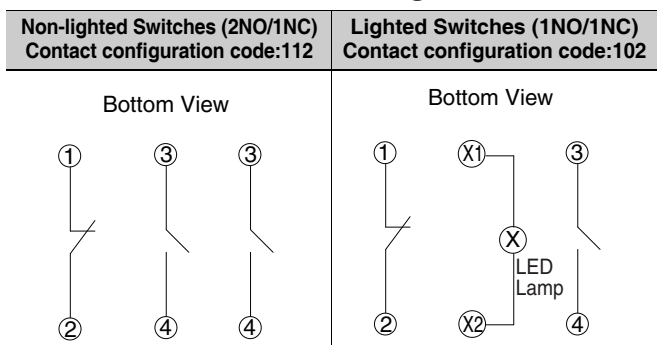 Non-lighted Switches (2NO/1NC)
Contact configuration code:112
Lighted Switches (1NO/1NC)
Contact configuration code:102
Bottom View
1 3 3
2 4 4
Bottom View
1 X1 3
X
LED
Lamp
2 X2 4